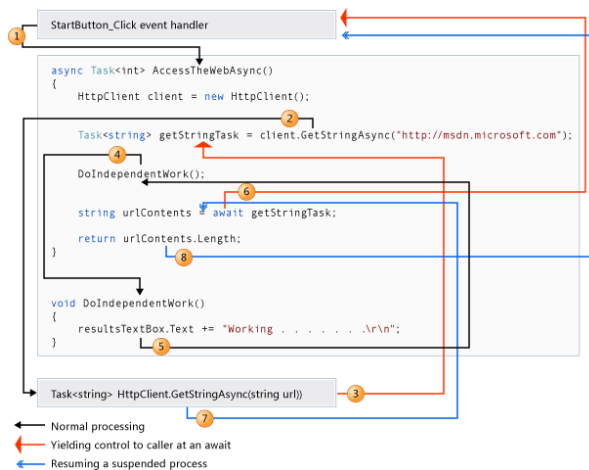 StartButton_Click event handler
1
async Task<int> AccessTheWebAsync()
{
HttpClient client = new HttpClient();
2
Task<string> getStringTask = client.GetStringAsync("http://msdn.microsoft.com");
4
DoIndependentWork();
6
string urlContents = await getStringTask;
return urlContents.Length;
}
8
void DoIndependentWork()
{
resultsTextBox.Text += "Working . . . . . . .\r\n";
}
5
Task<string> HttpClient.GetStringAsync(string url))
3
7
Normal processing
Yielding control to caller at an await
Resuming a suspended process